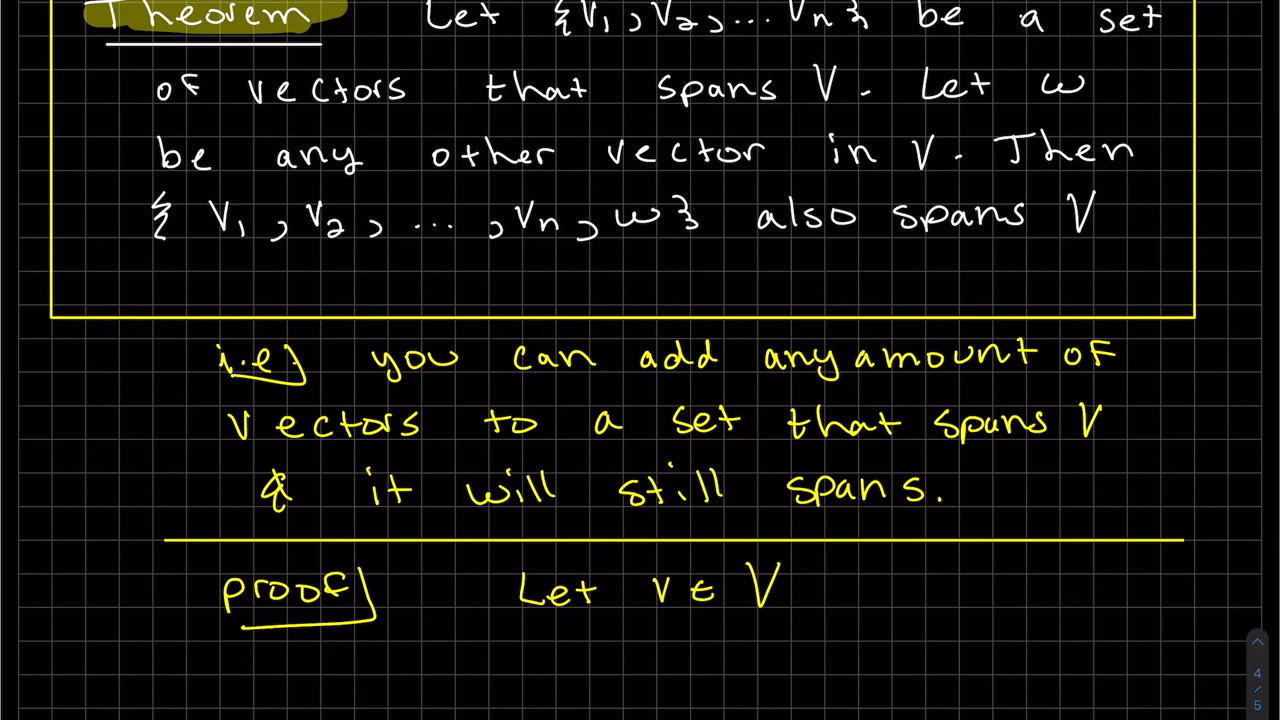 Theorem Let {v₁, v₂, ... vn} be a set
of vectors that spans V. Let w
be any other vector in V. Then
{ v₁, v₂, ..., vn, w } also spans V
i.e] you can add any amount of
vectors to a set that spans V
& it will still spans.
proof] Let v ∈ V
4
/
5